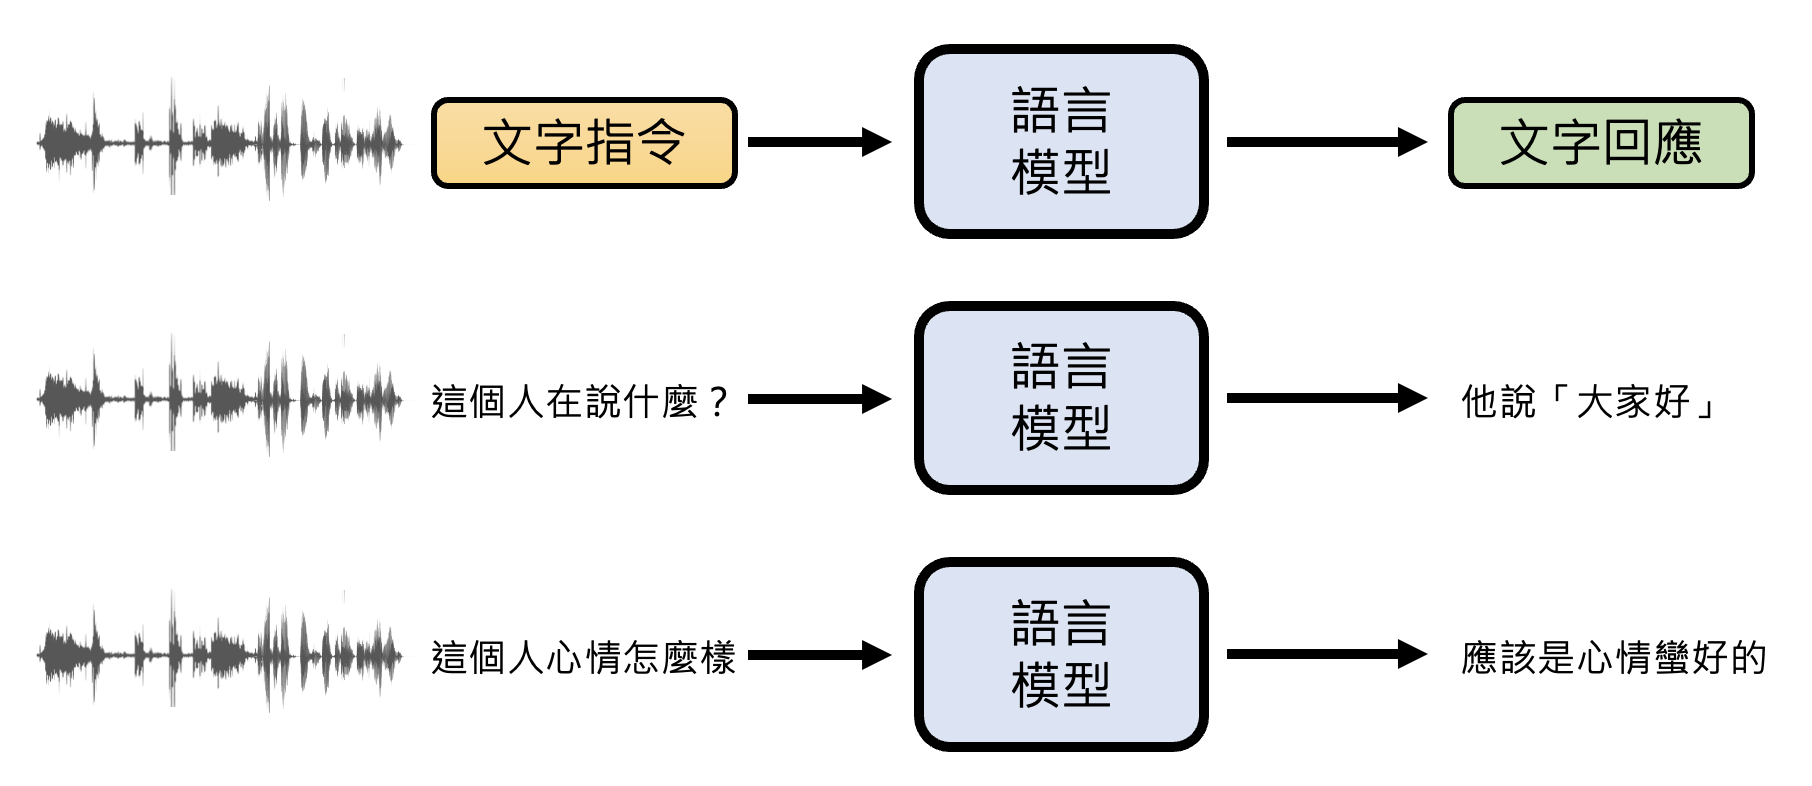 文字指令
語言
模型
文字回應
這個人在說什麼？
語言
模型
他說「大家好」
這個人心情怎麼樣
語言
模型
應該是心情蠻好的